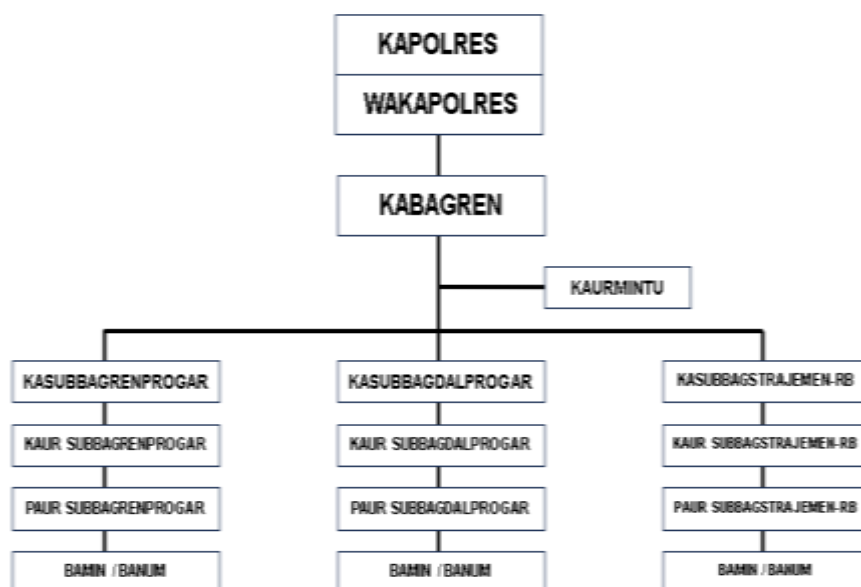 KAPOLRES
WAKAPOLRES
KABAGREN
KAURMINTU
KASUBBAGRENPROGAR
KASUBBAGDALPROGAR
KASUBBAGSTRAJEMEN-RB
KAUR SUBBAGRENPROGAR
KAUR SUBBAGDALPROGAR
KAUR SUBBAGSTRAJEMEN-RB
PAUR SUBBAGRENPROGAR
PAUR SUBBAGDALPROGAR
PAUR SUBBAGSTRAJEMEN-RB
BAMIN / BANUM
BAMIN / BANUM
BAMIN / BANUM